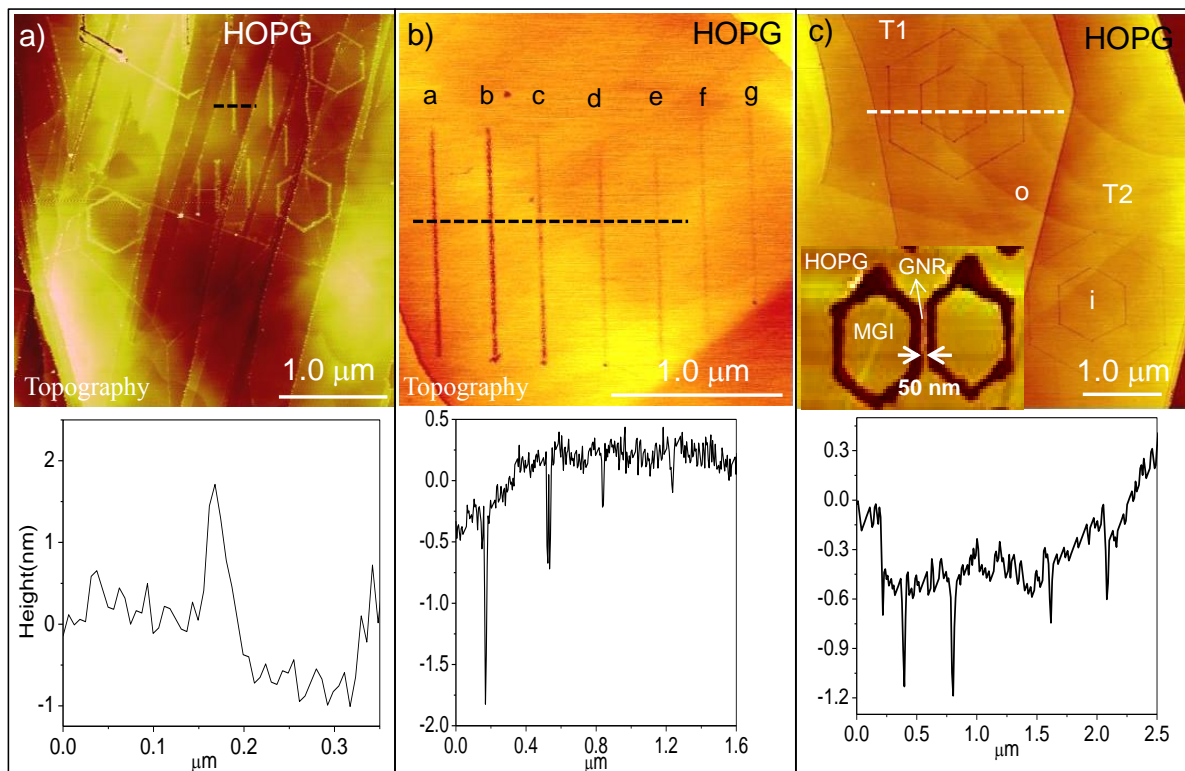 a)
HOPG
1.0 μm
Topography
2
1
0
-1
Height(nm)
0.0 0.1 0.2 0.3
μm
b)
HOPG
a b c d e f g
1.0 μm
Topography
0.5
0.0
-0.5
-1.0
-1.5
-2.0
0.0 0.4 0.8 1.2 1.6
μm
c)
T1
HOPG
o
T2
HOPG
GNR
MGI
i
50 nm
1.0 μm
0.3
0.0
-0.3
-0.6
-0.9
-1.2
0.0 0.5 1.0 1.5 2.0 2.5
μm